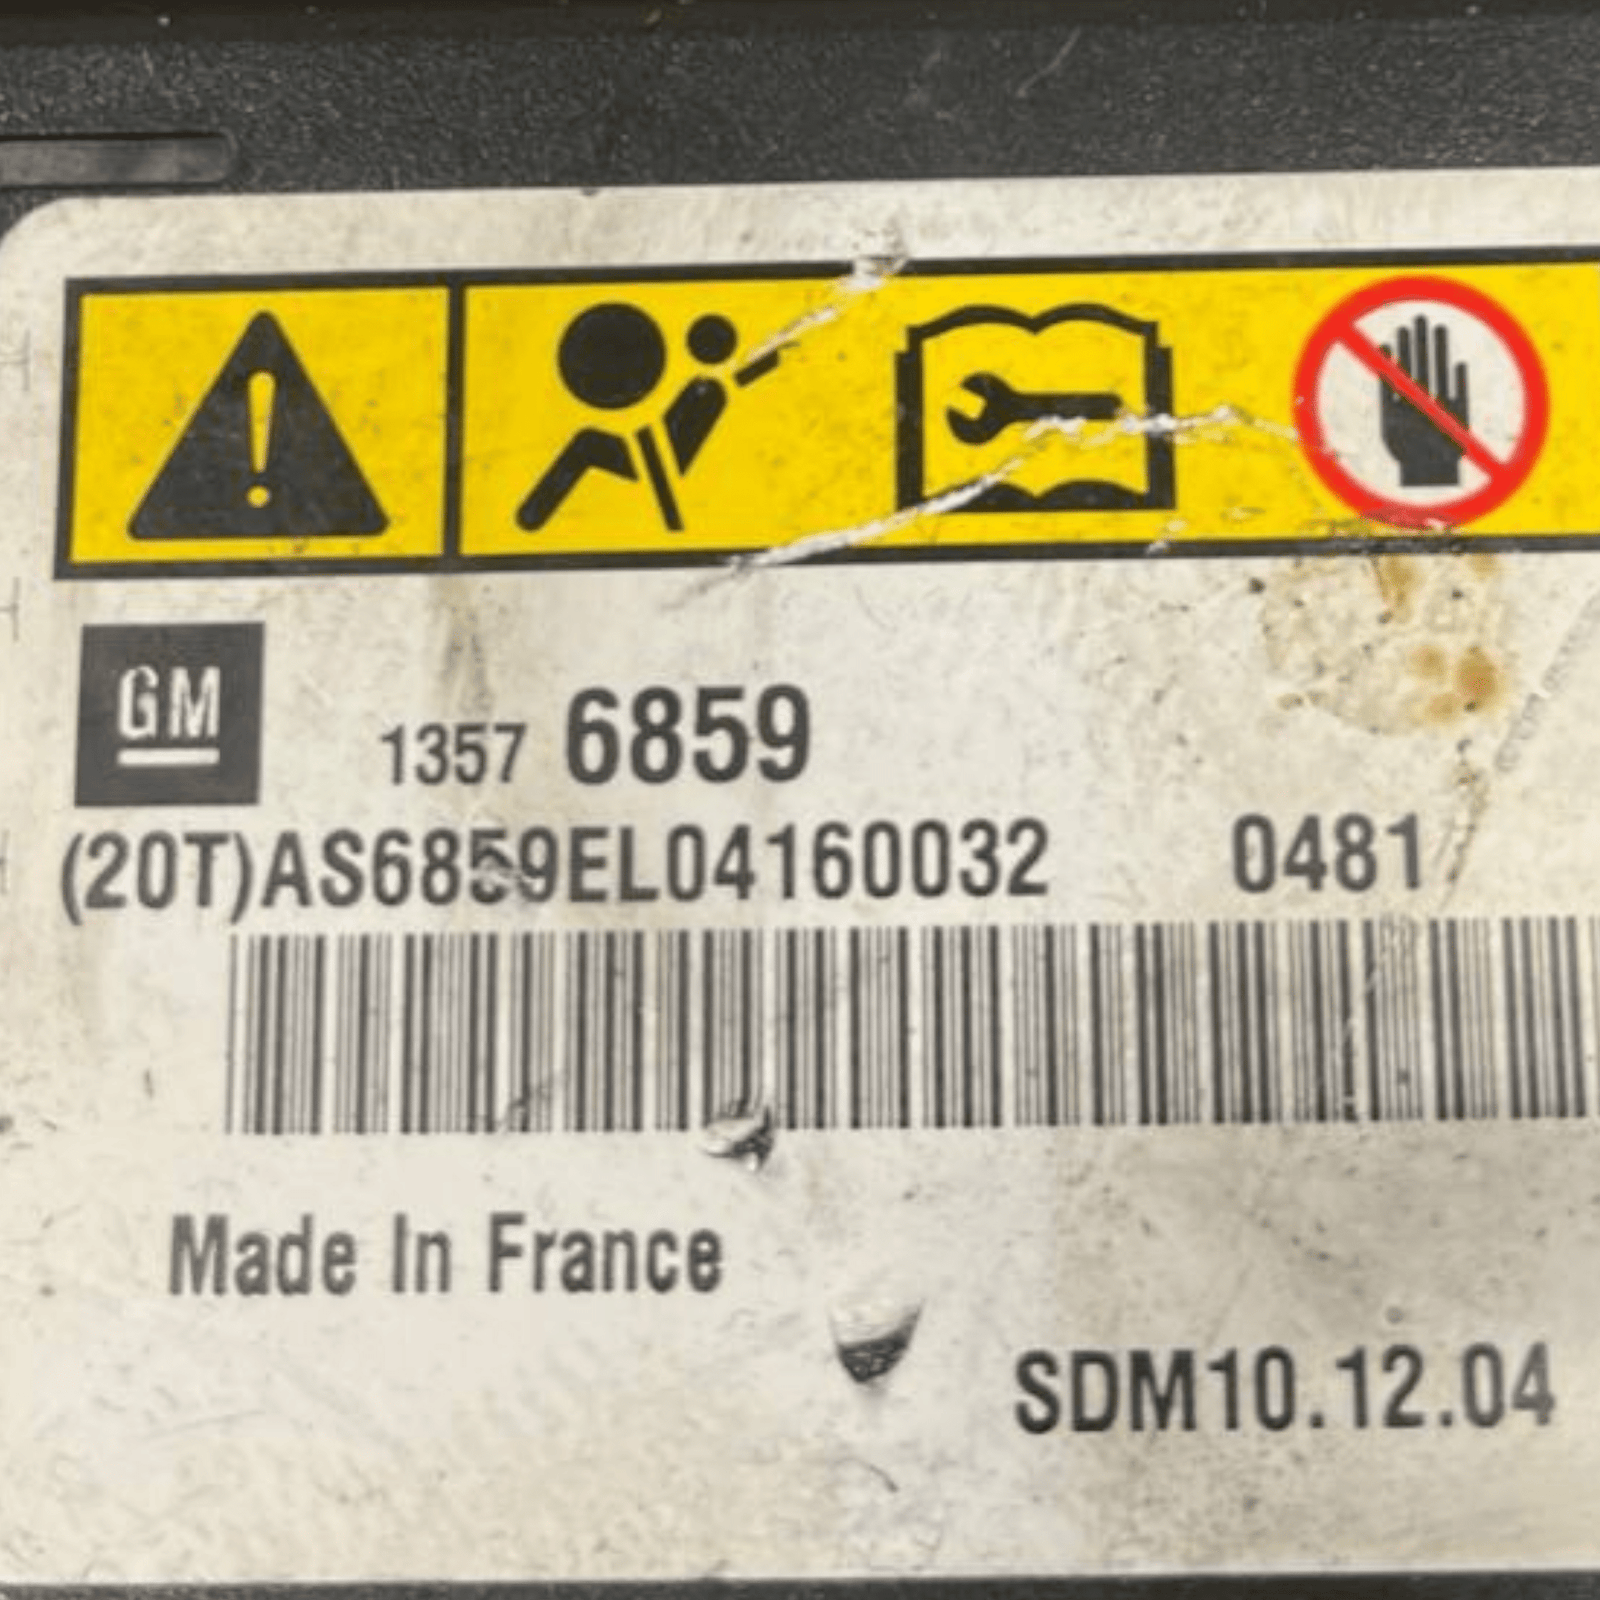 GM
1357 6859
(20T)AS6859EL04160032 0481
Made In France
SDM10.12.04